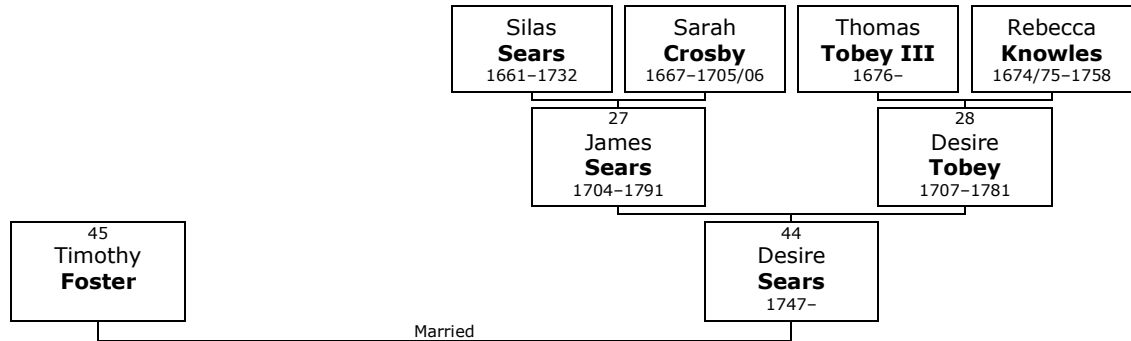 Silas
Sears
1661–1732
Sarah
Crosby
1667–1705/06
Thomas
Tobey III
1676–
Rebecca
Knowles
1674/75–1758
27
James
Sears
1704–1791
28
Desire
Tobey
1707–1781
45
Timothy
Foster
44
Desire
Sears
1747–
Married